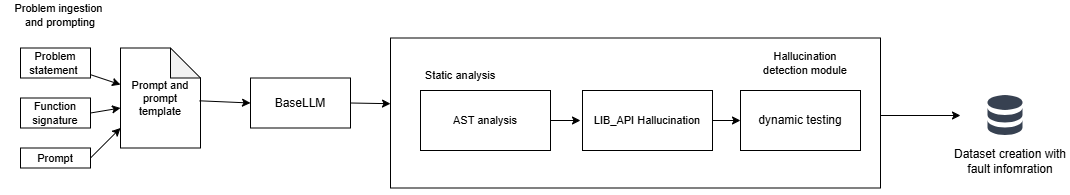 Problem ingestion
and prompting
Problem
statement
Function
signature
Prompt
Prompt and
prompt
template
BaseLLM
Static analysis
Hallucination
detection module
AST analysis
LIB_API Hallucination
dynamic testing
Dataset creation with
fault infomration